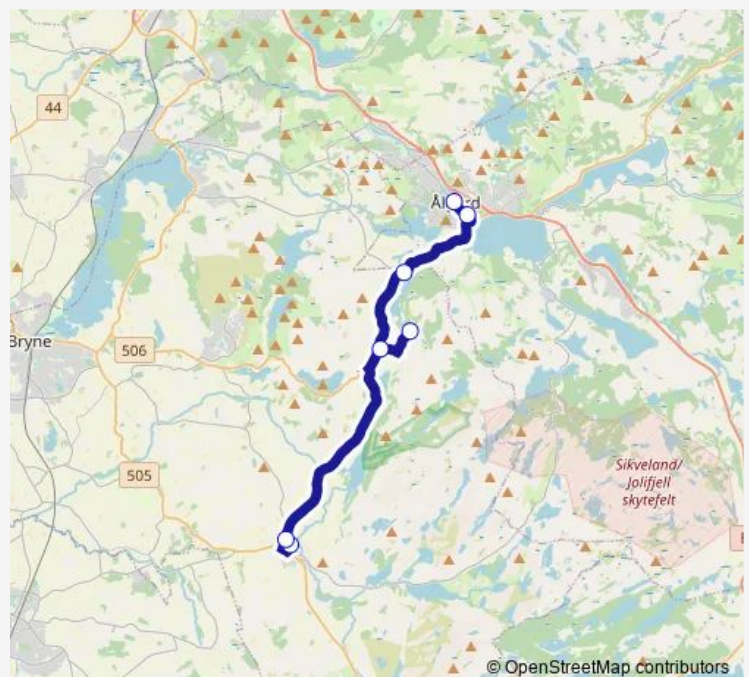 44
Bryne
506
505
Sikveland/
Jolifjell
skytefelt
© OpenStreetMap contributors